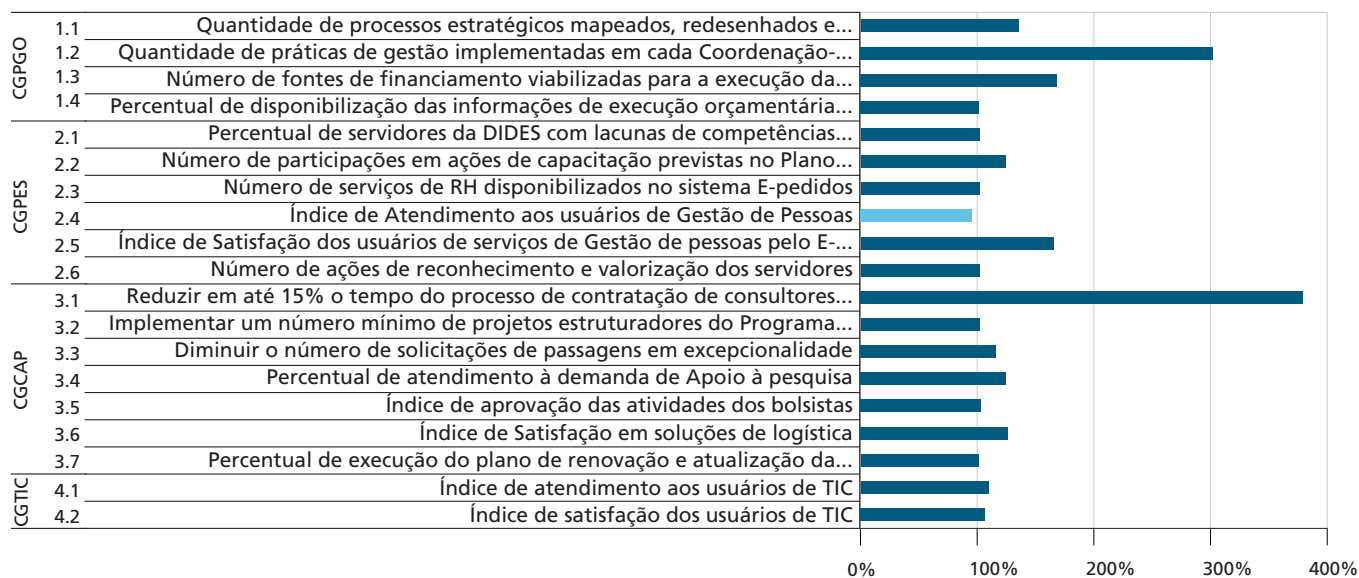 CGPGO
1.1 Quantidade de processos estratégicos mapeados, redesenhados e...
1.2 Quantidade de práticas de gestão implementadas em cada Coordenação-...
1.3 Número de fontes de financiamento viabilizadas para a execução da...
1.4 Percentual de disponibilização das informações de execução orçamentária...
CGPES
2.1 Percentual de servidores da DIDES com lacunas de competências...
2.2 Número de participações em ações de capacitação previstas no Plano...
2.3 Número de serviços de RH disponibilizados no sistema E-pedidos
2.4 Índice de Atendimento aos usuários de Gestão de Pessoas
2.5 Índice de Satisfação dos usuários de serviços de Gestão de pessoas pelo E-...
2.6 Número de ações de reconhecimento e valorização dos servidores
CGCAP
3.1 Reduzir em até 15% o tempo do processo de contratação de consultores...
3.2 Implementar um número mínimo de projetos estruturadores do Programa...
3.3 Diminuir o número de solicitações de passagens em excepcionalidade
3.4 Percentual de atendimento à demanda de Apoio à pesquisa
3.5 Índice de aprovação das atividades dos bolsistas
3.6 Índice de Satisfação em soluções de logística
3.7 Percentual de execução do plano de renovação e atualização da...
CGTIC
4.1 Índice de atendimento aos usuários de TIC
4.2 Índice de satisfação dos usuários de TIC
0% 100% 200% 300% 400%